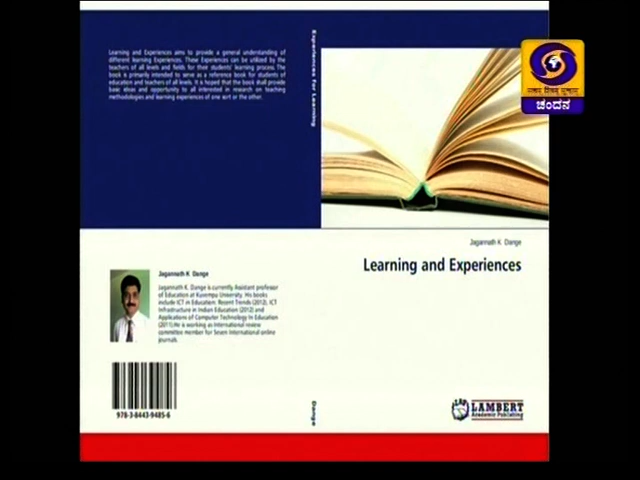 Learning and Experiences aims to provide a general understanding of
different learning Experiences. These Experiences can be utilized by the
teachers of all levels and fields for their students' learning process. The
book is primarily intended to serve as a reference book for students of
education and teachers of all levels. It is hoped that the book shall provide
basic ideas and opportunity to all interested in research on teaching
methodologies and learning experiences of one sort or the other.
Experiences for Learning
ಚಂದನ
Jagannath K. Dange
Learning and Experiences
Jagannath K Dange
Jagannath K. Dange is currently Assistant professor
of Education at Kuvempu University. His books
include ICT in Education: Recent Trends (2012), ICT
Infrastructure in Indian Education (2012) and
Applications of Computer Technology in Education
(2011).He is working as International review
committee member for Seven International online
journals.
978-3-8443-9485-6
Dange
LAP LAMBERT
Academic Publishing